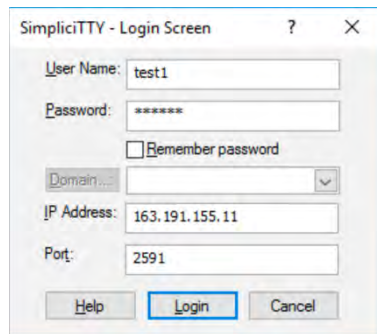 SimpliciTTY - Login Screen ? ×
User Name: test1
Password: ******
Remember password
Domain...:
IP Address: 163.191.155.11
Port: 2591
Help Login Cancel